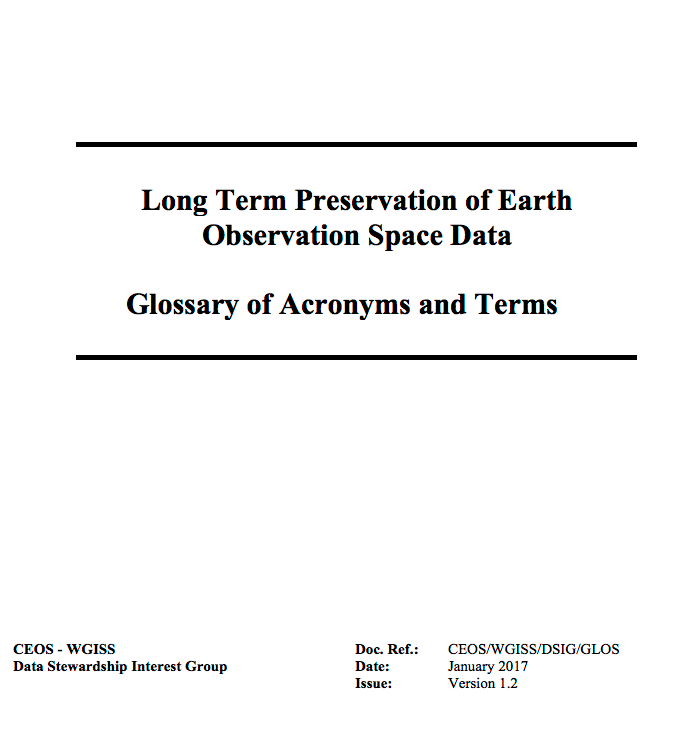 Long Term Preservation of Earth
Observation Space Data
Glossary of Acronyms and Terms
CEOS - WGISS
Data Stewardship Interest Group
Doc. Ref.: CEOS/WGISS/DSIG/GLOS
Date: January 2017
Issue: Version 1.2